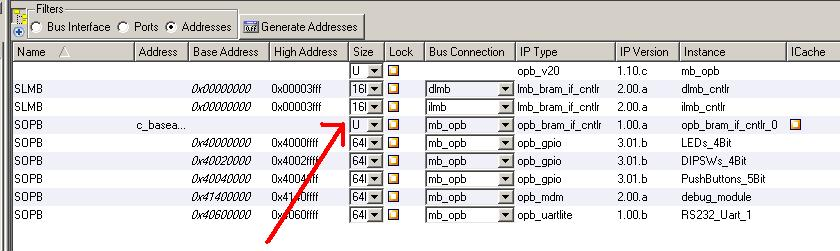 Filters
Bus Interface Ports Addresses Generate Addresses
Name Address Base Address High Address Size Lock Bus Connection IP Type IP Version Instance ICache
U opb_v20 1.10.c mb_opb
SLMB 0x00000000 0x00003fff 16 dlmb lmb_bram_if_cntlr 2.00.a dlmb_cntlr
SLMB 0x00000000 0x00003fff 16 ilmb lmb_bram_if_cntlr 2.00.a ilmb_cntlr
SOPB c_basea... U mb_opb opb_bram_if_cntlr 1.00.a opb_bram_if_cntlr_0
SOPB 0x40000000 0x4000ffff 64 mb_opb opb_gpio 3.01.b LEDs_4Bit
SOPB 0x40020000 0x4002ffff 64 mb_opb opb_gpio 3.01.b DIPSWs_4Bit
SOPB 0x40040000 0x4004ffff 64 mb_opb opb_gpio 3.01.b PushButtons_5Bit
SOPB 0x41400000 0x4140ffff 64 mb_opb opb_mdm 2.00.a debug_module
SOPB 0x40600000 0x4060ffff 64 mb_opb opb_uartlite 1.00.b RS232_Uart_1